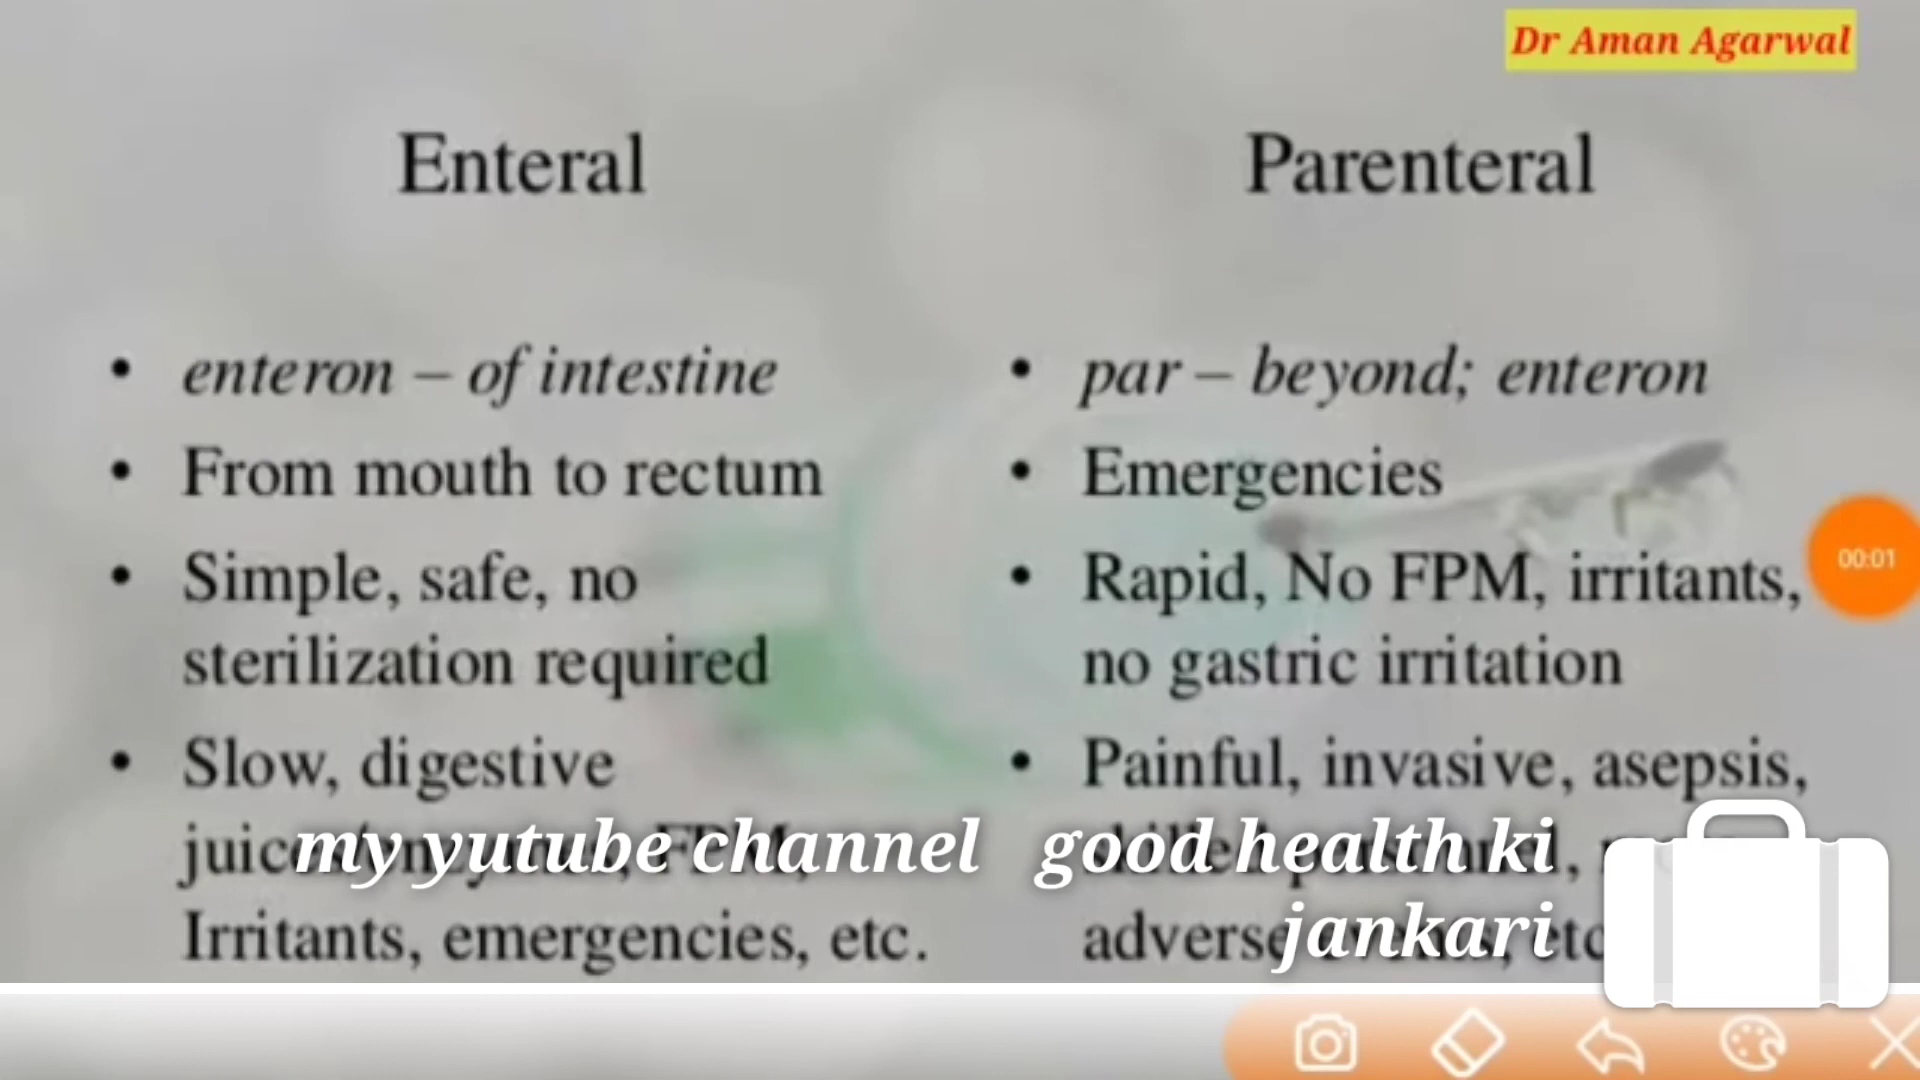 Dr Aman Agarwal
Enteral
• enteron – of intestine
• From mouth to rectum
• Simple, safe, no
sterilization required
• Slow, digestive
Irritants, emergencies, etc.
Parenteral
• par – beyond; enteron
• Emergencies
• Rapid, No FPM, irritants,
no gastric irritation
• Painful, invasive, asepsis,
00:01
my yutube channel good health ki
jankari